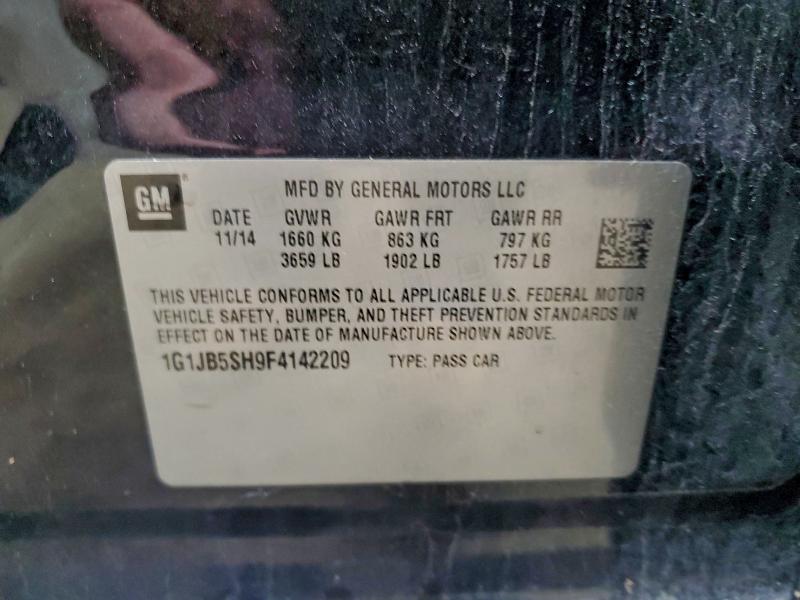 GM®
MFD BY GENERAL MOTORS LLC
DATE GVWR GAWR FRT GAWR RR
11/14 1660 KG 863 KG 797 KG
3659 LB 1902 LB 1757 LB
THIS VEHICLE CONFORMS TO ALL APPLICABLE U.S. FEDERAL MOTOR
VEHICLE SAFETY, BUMPER, AND THEFT PREVENTION STANDARDS IN
EFFECT ON THE DATE OF MANUFACTURE SHOWN ABOVE.
1G1JB5SH9F4142209 TYPE: PASS CAR